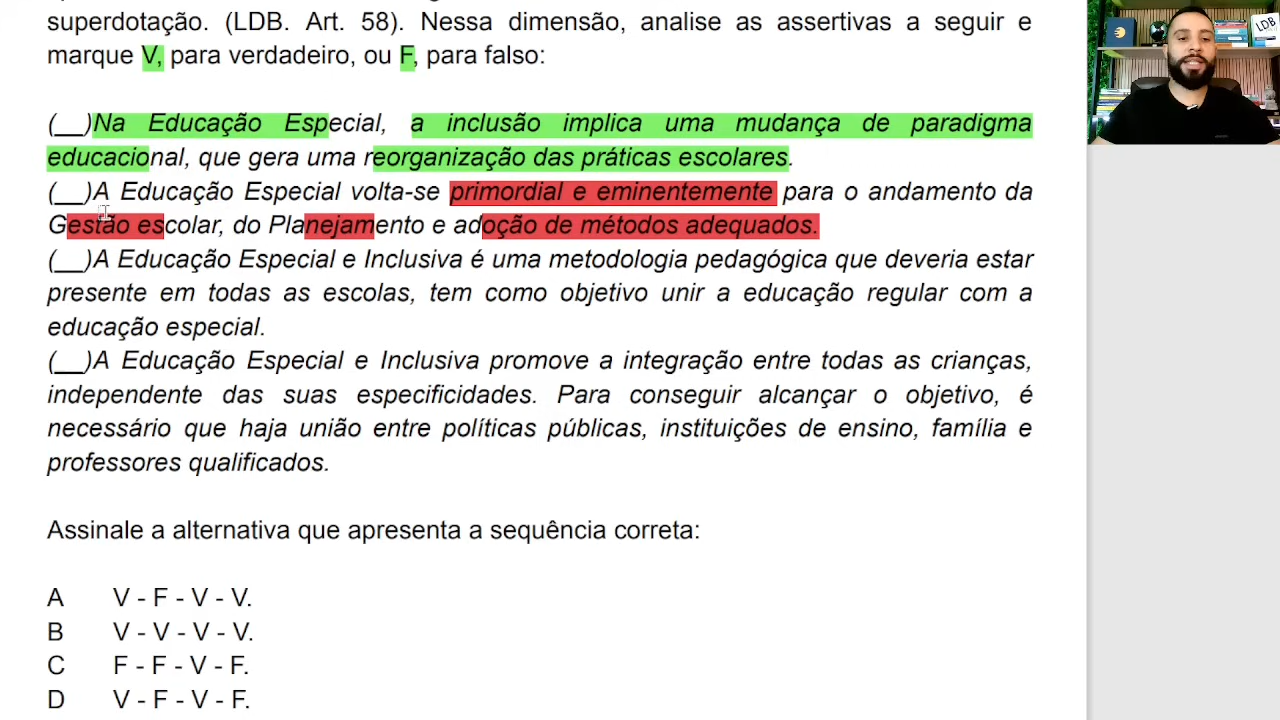 superdotação. (LDB. Art. 58). Nessa dimensão, analise as assertivas a seguir e
marque V, para verdadeiro, ou F, para falso:
(__)Na Educação Especial, a inclusão implica uma mudança de paradigma
educacional, que gera uma reorganização das práticas escolares.
(__)A Educação Especial volta-se primordial e eminentemente para o andamento da
Gestão escolar, do Planejamento e adoção de métodos adequados.
(__)A Educação Especial e Inclusiva é uma metodologia pedagógica que deveria estar
presente em todas as escolas, tem como objetivo unir a educação regular com a
educação especial.
(__)A Educação Especial e Inclusiva promove a integração entre todas as crianças,
independente das suas especificidades. Para conseguir alcançar o objetivo, é
necessário que haja união entre políticas públicas, instituições de ensino, família e
professores qualificados.
Assinale a alternativa que apresenta a sequência correta:
A V - F - V - V.
B V - V - V - V.
C F - F - V - F.
D V - F - V - F.
LDB